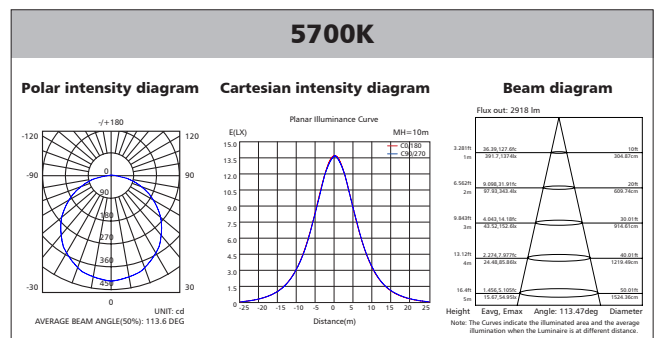 5700K
Polar intensity diagram
-/+180
-120
120
-90
90
-30
30
0
0
90
180
270
360
450
UNIT: cd
AVERAGE BEAM ANGLE(50%): 113.6 DEG
Cartesian intensity diagram
Planar Illuminance Curve
E(LX)
MH=10m
C0/180
C90/270
15.0
13.5
12.0
10.5
9.0
7.5
6.0
4.5
3.0
1.5
0
-25 -20 -15 -10 -5 0 5 10 15 20 25
Distance(m)
Beam diagram
Flux out: 2918 lm
3.281ft 36.39,127.6fc 10ft
1m 391.7,1374lx 304.87cm
6.562ft 9.098,31.91fc 20ft
2m 97.93,343.4lx 609.74cm
9.843ft 4.043,14.18fc 30.01ft
3m 43.52,152.6lx 914.61cm
13.12ft 2.274,7.977fc 40.01ft
4m 24.48,85.86lx 1219.49cm
16.4ft 1.456,5.105fc 50.01ft
5m 15.67,54.95lx 1524.36cm
Height Eavg, Emax Angle: 113.47deg Diameter
Note: The Curves indicate the illuminated area and the average
illumination when the Luminaire is at different distance.